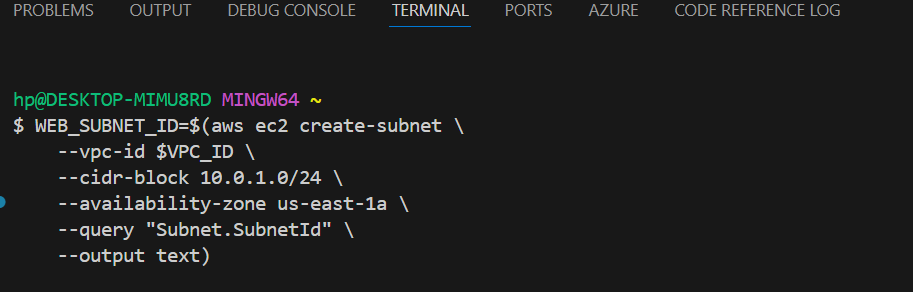 PROBLEMS OUTPUT DEBUG CONSOLE TERMINAL PORTS AZURE CODE REFERENCE LOG
hp@DESKTOP-MIMU8RD MINGW64 ~
$ WEB_SUBNET_ID=$(aws ec2 create-subnet \
    --vpc-id $VPC_ID \
    --cidr-block 10.0.1.0/24 \
    --availability-zone us-east-1a \
    --query "Subnet.SubnetId" \
    --output text)